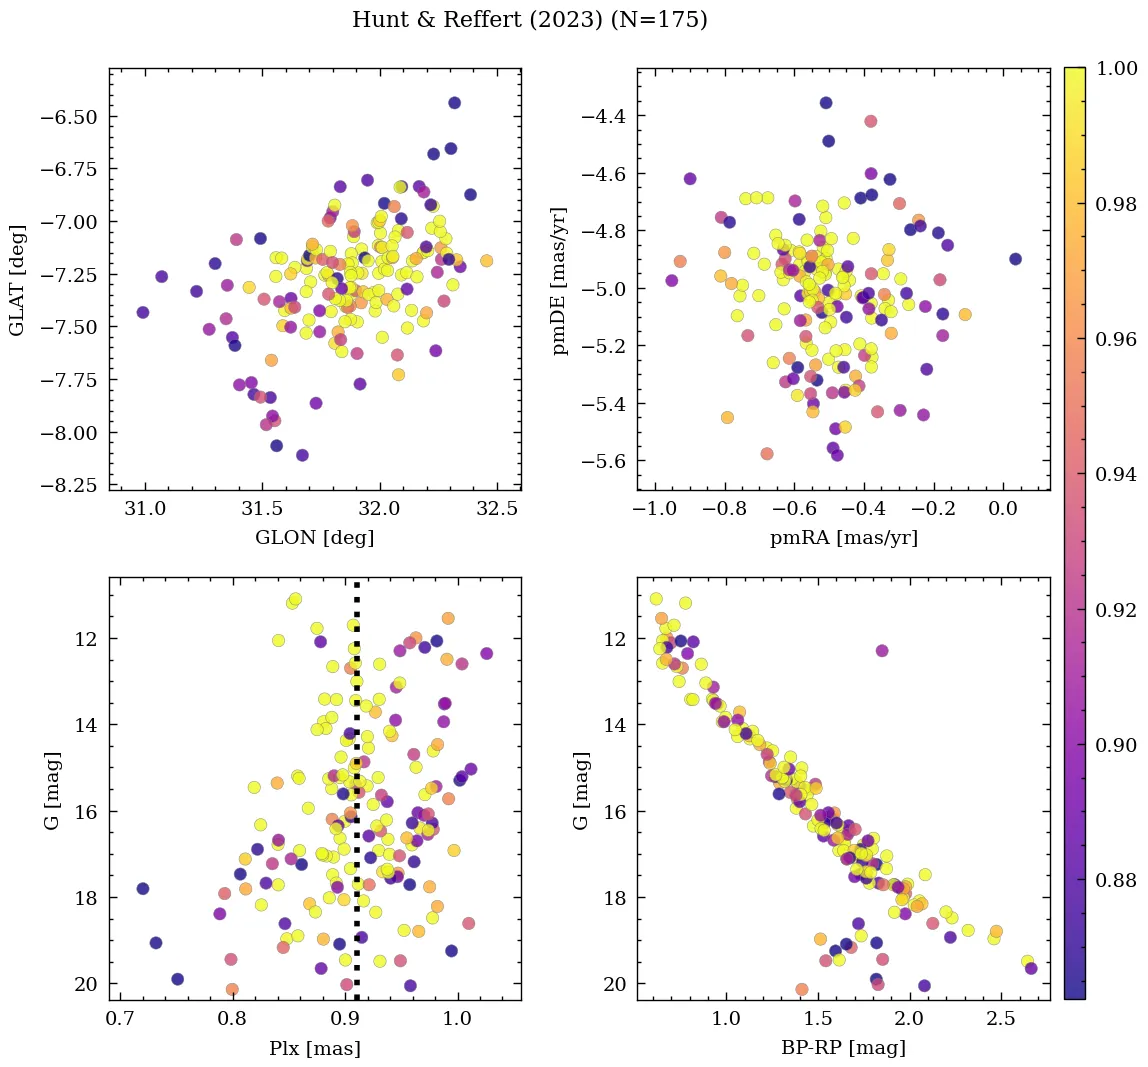 Hunt & Reffert (2023) (N=175)
−6.50
−6.75
−7.00
−7.25
−7.50
−7.75
−8.00
−8.25
GLAT [deg]
31.0 31.5 32.0 32.5
GLON [deg]
−4.4
−4.6
−4.8
−5.0
−5.2
−5.4
−5.6
pmDE [mas/yr]
−1.0 −0.8 −0.6 −0.4 −0.2 0.0
pmRA [mas/yr]
12
14
16
18
20
G [mag]
0.7 0.8 0.9 1.0
Plx [mas]
12
14
16
18
20
G [mag]
1.0 1.5 2.0 2.5
BP-RP [mag]
1.00
0.98
0.96
0.94
0.92
0.90
0.88